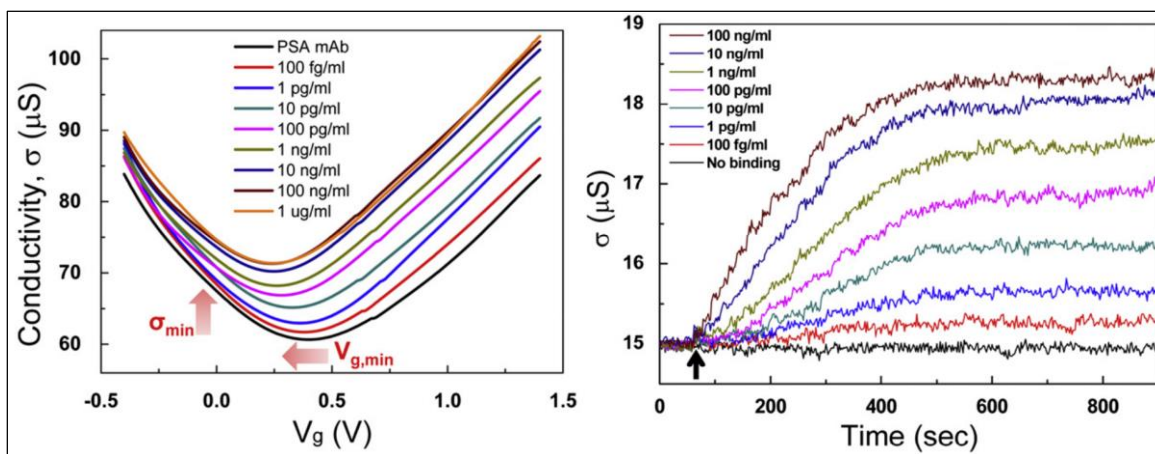 100
90
80
70
60
-0.5
0.0
0.5
1.0
1.5
Conductivity, σ (μS)
Vg (V)
PSA mAb
100 fg/ml
1 pg/ml
10 pg/ml
100 pg/ml
1 ng/ml
10 ng/ml
100 ng/ml
1 ug/ml
σmin
Vg,min
19
18
17
16
15
0
200
400
600
800
σ (μS)
Time (sec)
100 ng/ml
10 ng/ml
1 ng/ml
100 pg/ml
10 pg/ml
1 pg/ml
100 fg/ml
No binding